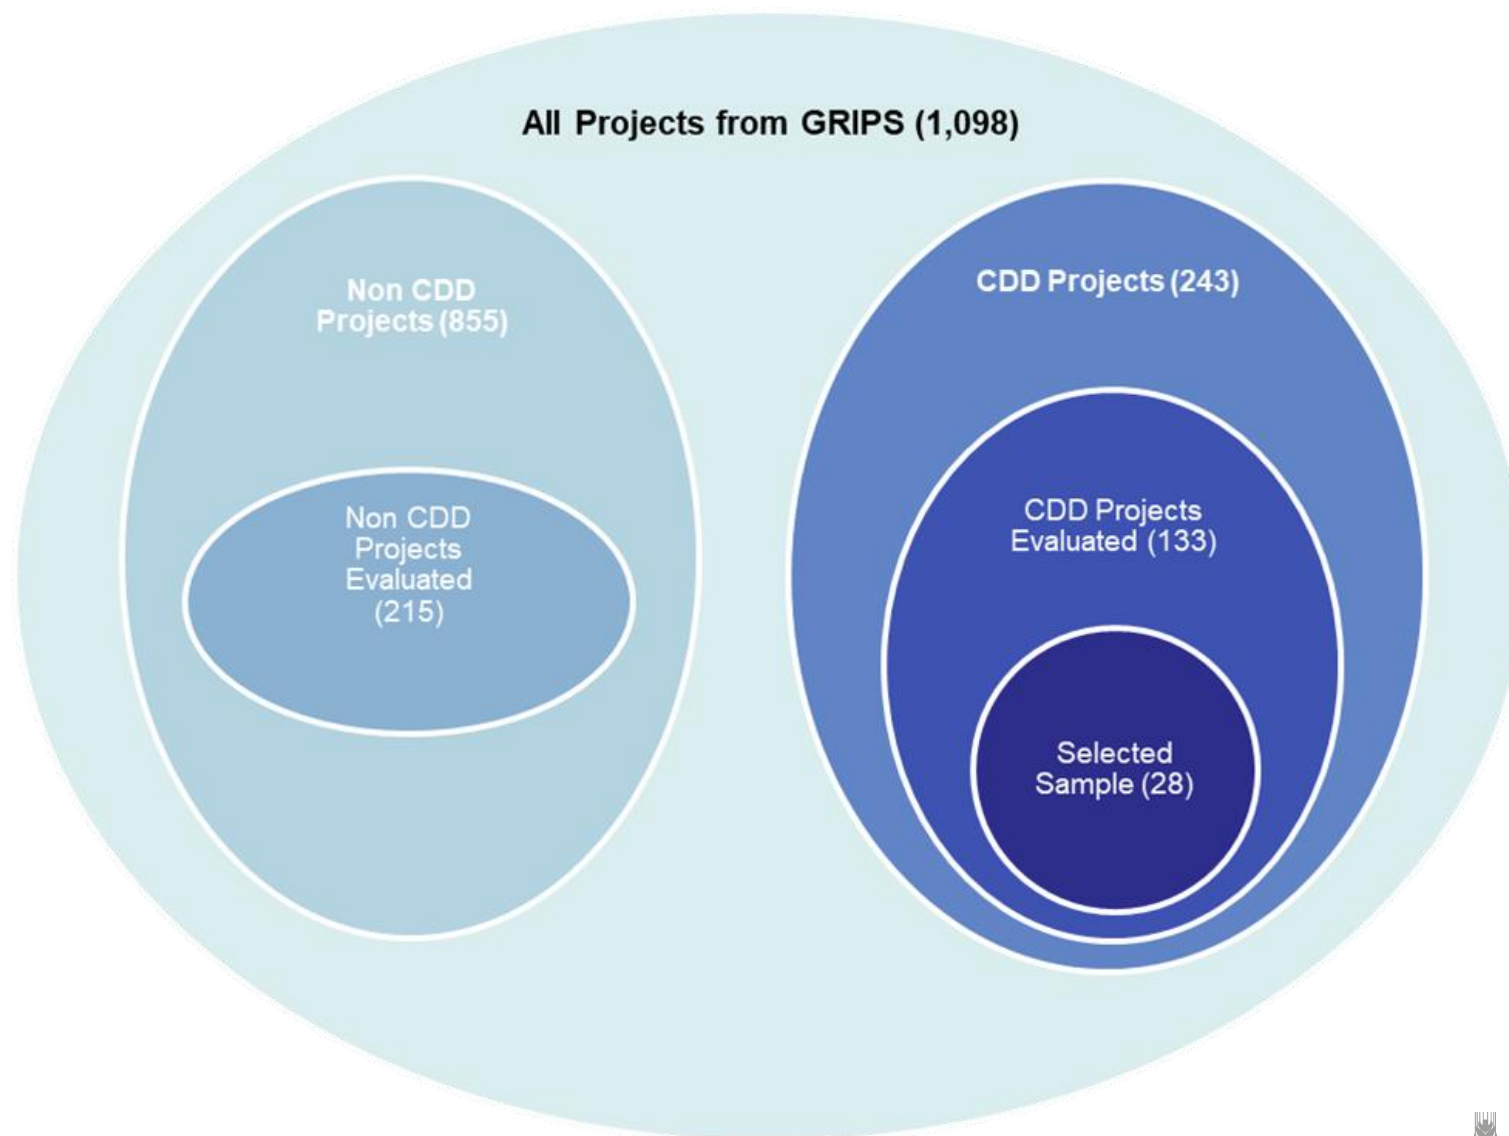 All Projects from GRIPS (1,098)
Non CDD
Projects (855)
CDD Projects (243)
Non CDD
Projects
Evaluated
(215)
CDD Projects
Evaluated (133)
Selected
Sample (28)